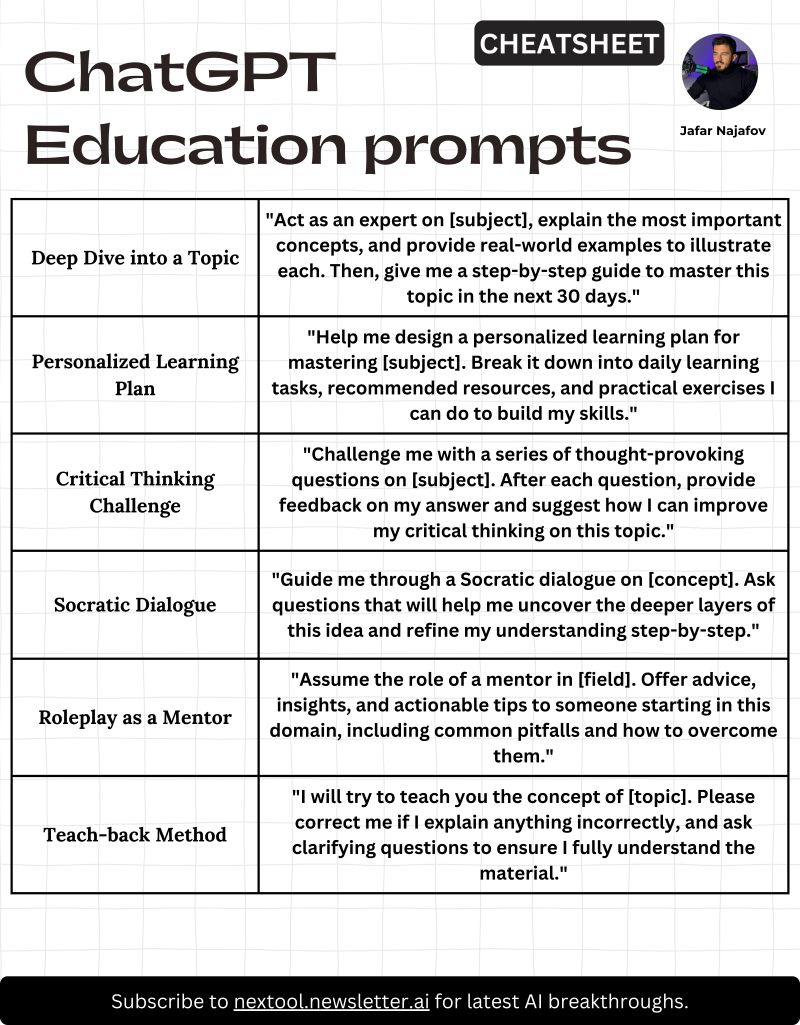 CHEATSHEET
ChatGPT
Education prompts
Jafar Najafov
Deep Dive into a Topic
"Act as an expert on [subject], explain the most important
concepts, and provide real-world examples to illustrate
each. Then, give me a step-by-step guide to master this
topic in the next 30 days."
Personalized Learning
Plan
"Help me design a personalized learning plan for
mastering [subject]. Break it down into daily learning
tasks, recommended resources, and practical exercises I
can do to build my skills."
Critical Thinking
Challenge
"Challenge me with a series of thought-provoking
questions on [subject]. After each question, provide
feedback on my answer and suggest how I can improve
my critical thinking on this topic."
Socratic Dialogue
"Guide me through a Socratic dialogue on [concept]. Ask
questions that will help me uncover the deeper layers of
this idea and refine my understanding step-by-step."
Roleplay as a Mentor
"Assume the role of a mentor in [field]. Offer advice,
insights, and actionable tips to someone starting in this
domain, including common pitfalls and how to overcome
them."
Teach-back Method
"I will try to teach you the concept of [topic]. Please
correct me if I explain anything incorrectly, and ask
clarifying questions to ensure I fully understand the
material."
Subscribe to nextool.newsletter.ai for latest AI breakthroughs.